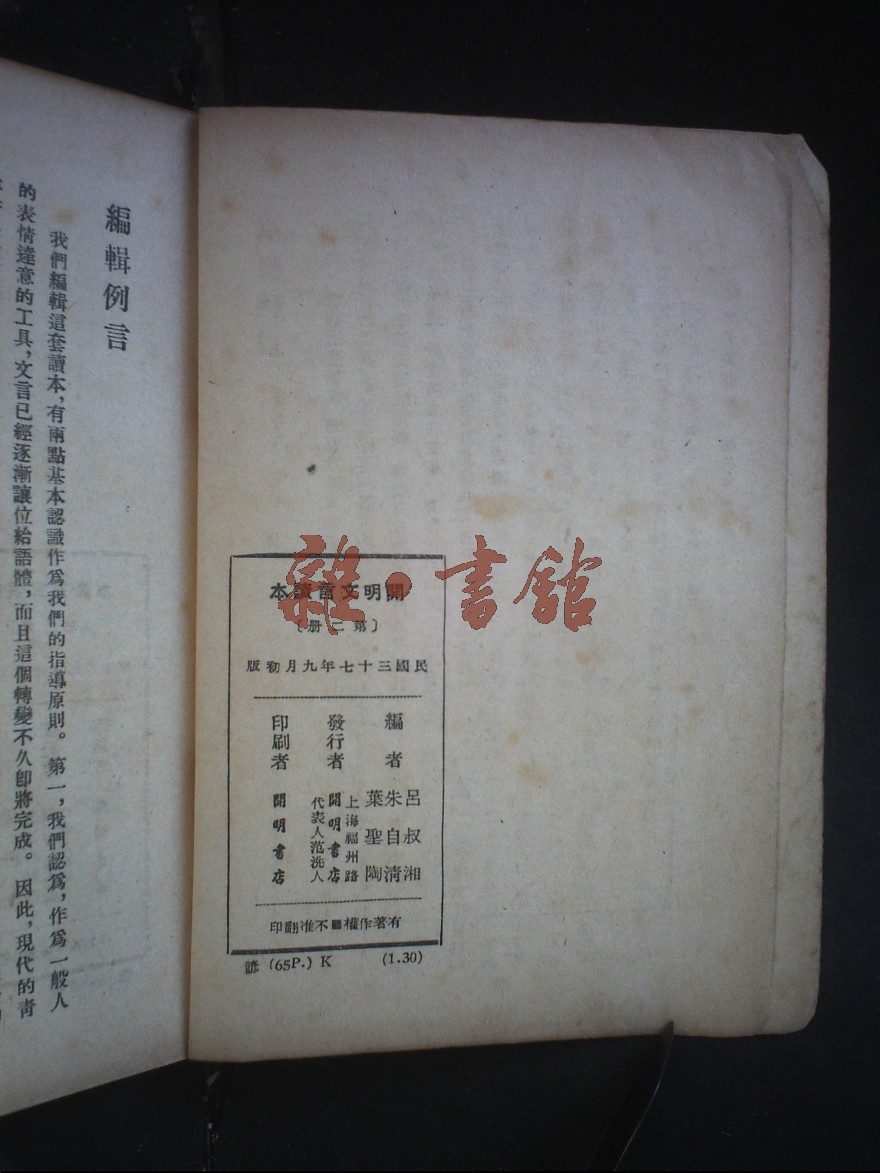 編輯例言
我們編輯這套讀本,有兩點基本認識作爲我們的指導原則。第一,我們認爲,作爲一般人
的表情達意的工具,文言已經逐漸讓位給語體,而且這個轉變不久卽將完成。因此,現代的靑
雜·書館
開明文言讀本
〔第二册〕
民國三十七年九月初版
編者
呂叔湘
朱自清
葉聖陶
發行者
上海福州路
開明書店
代表人范洗人
印刷者
開明書店
有著作權■不准翻印
(1.30)
(65P.) K
諺